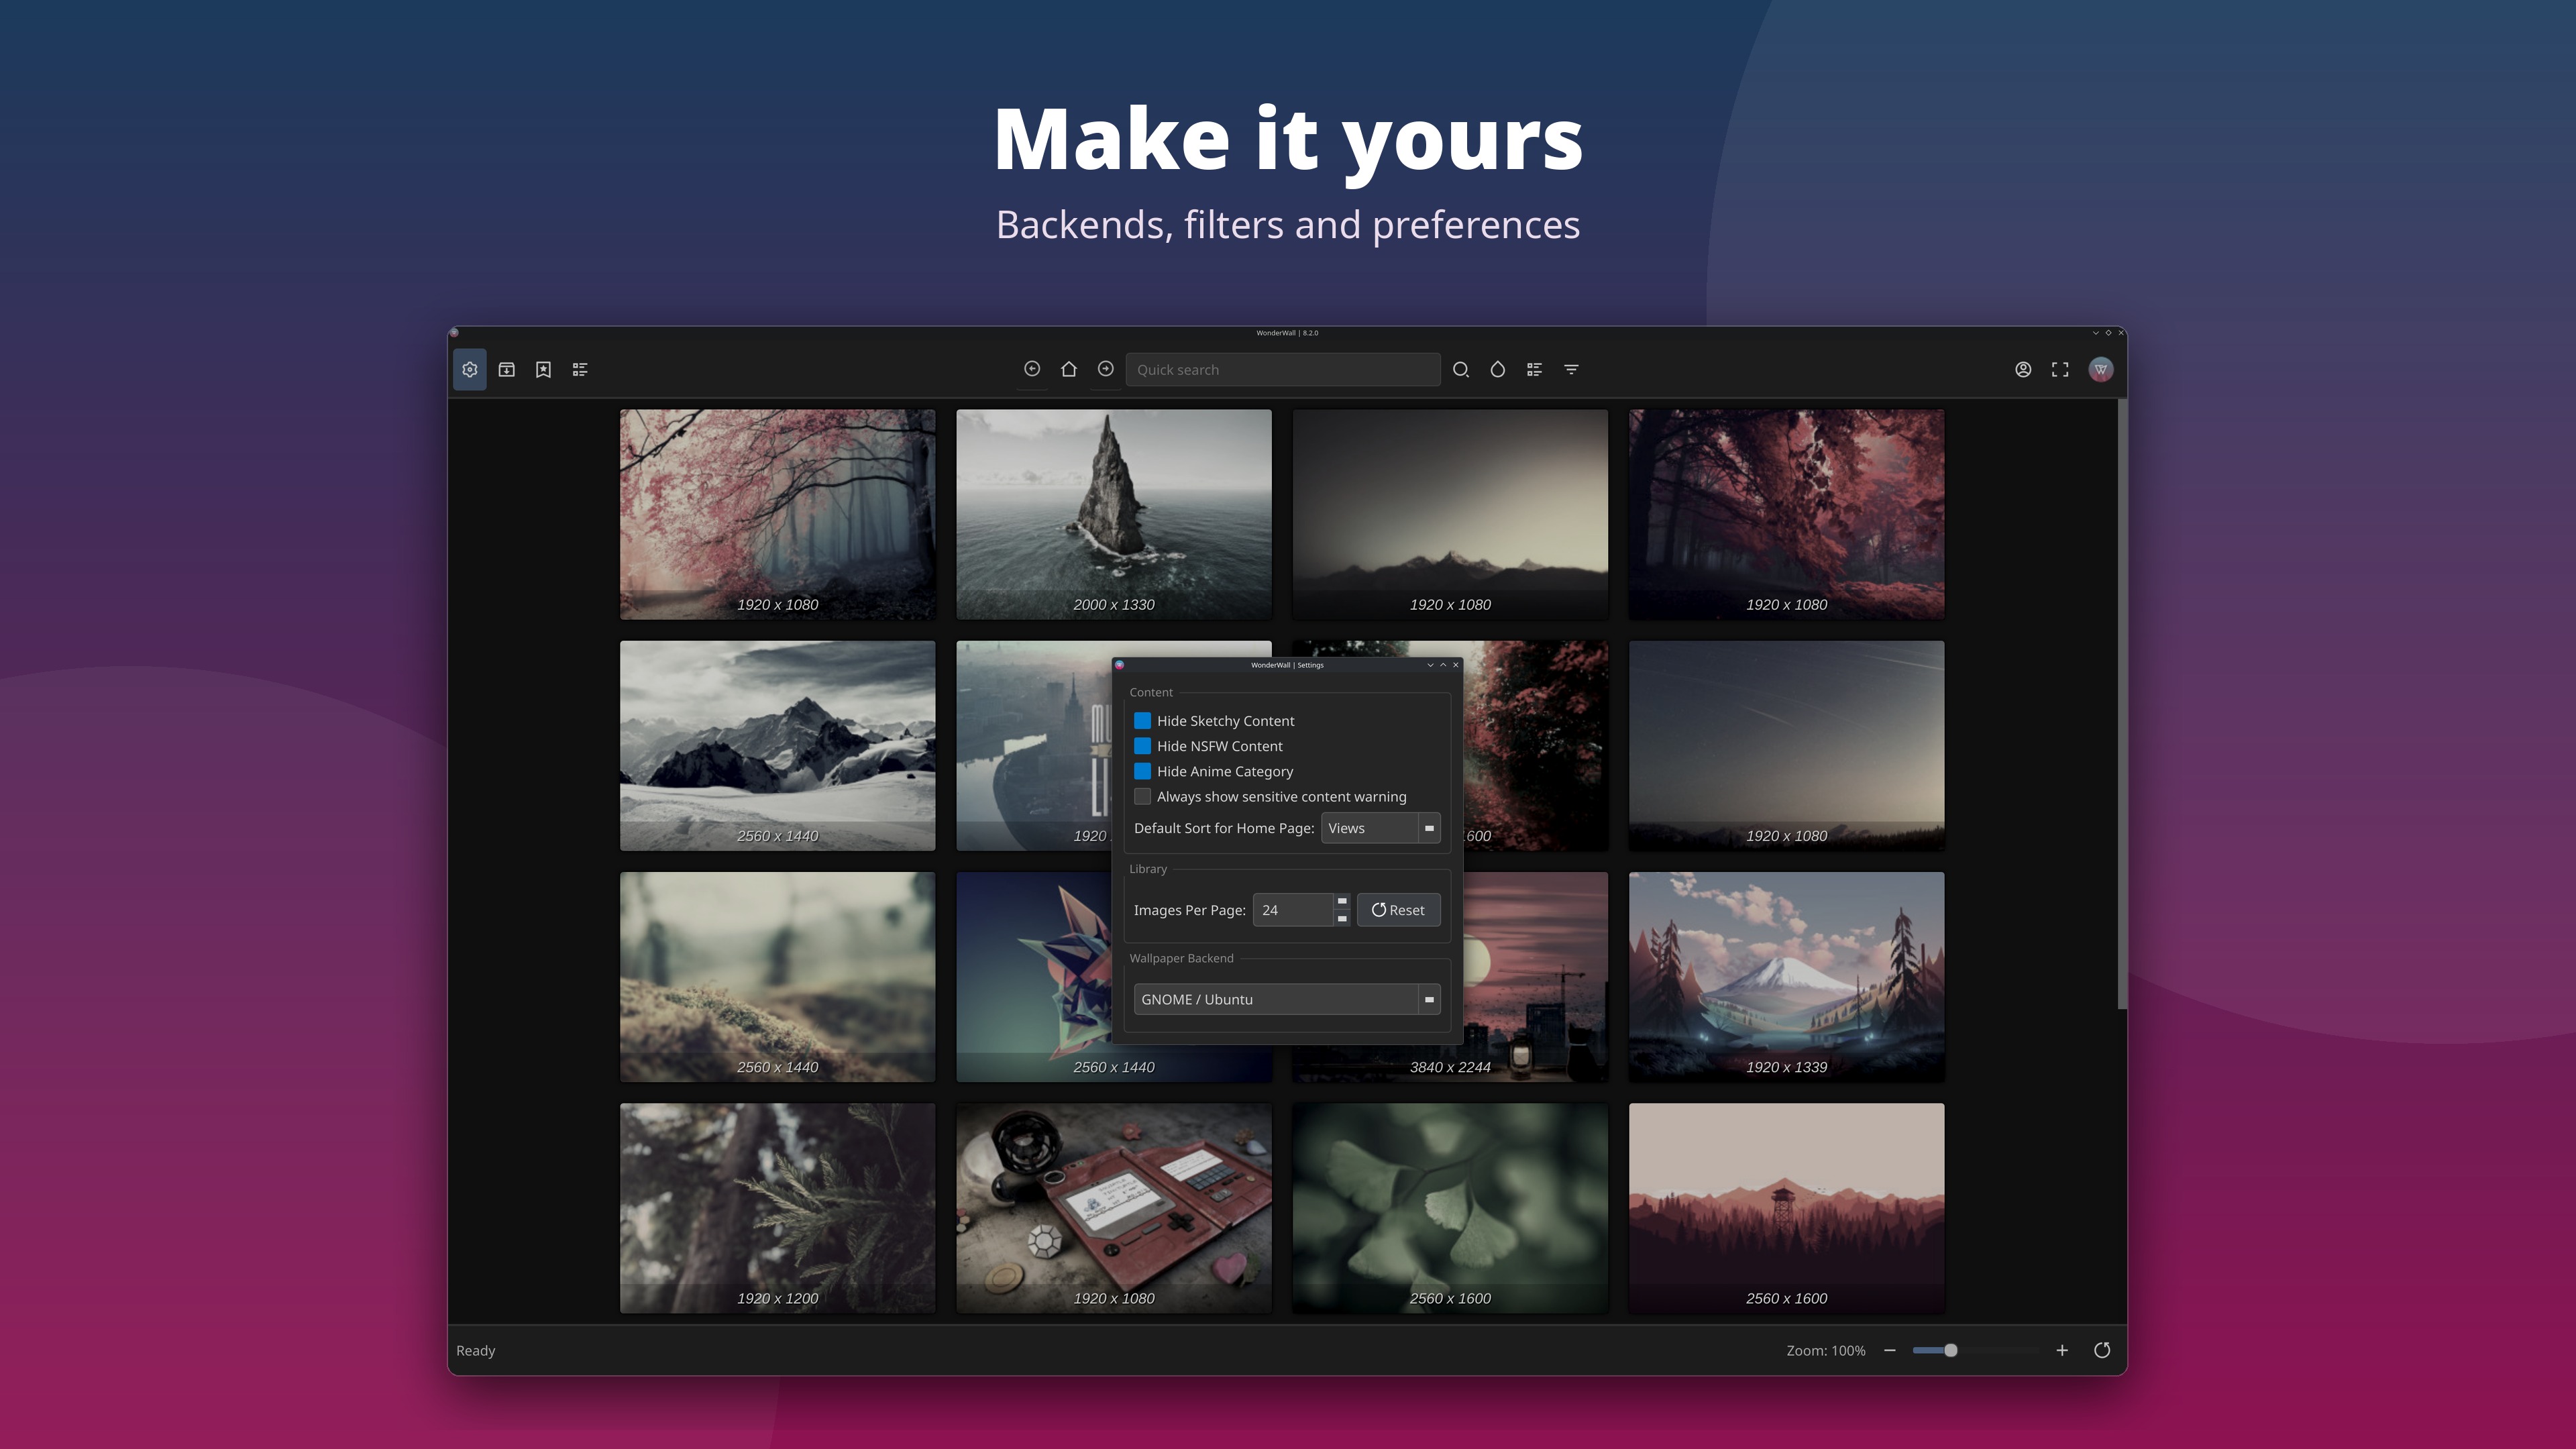 Make it yours
Backends, filters and preferences
WonderWall | 8.2.0
Quick search
1920 x 1080
2000 x 1330
1920 x 1080
1920 x 1080
2560 x 1440
1920
600
1920 x 1080
WonderWall | Settings
Content
Hide Sketchy Content
Hide NSFW Content
Hide Anime Category
Always show sensitive content warning
Default Sort for Home Page: Views
Library
Images Per Page: 24 Reset
Wallpaper Backend
GNOME / Ubuntu
2560 x 1440
2560 x 1440
3840 x 2244
1920 x 1339
1920 x 1200
1920 x 1080
2560 x 1600
2560 x 1600
Ready
Zoom: 100%